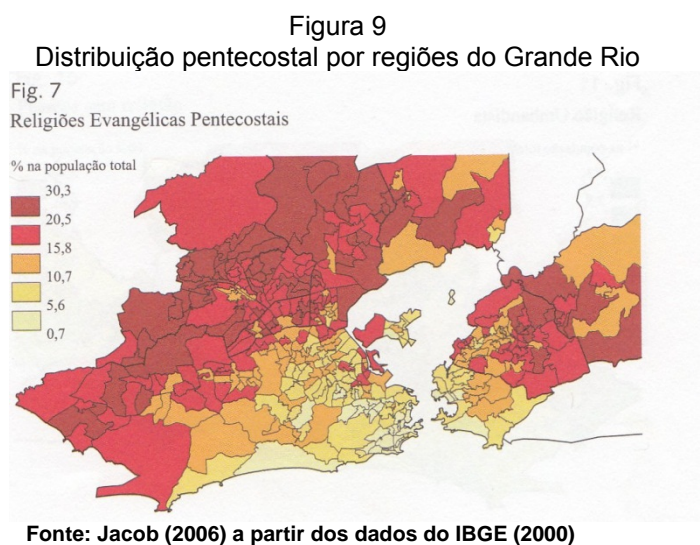 Figura 9
Distribuição pentecostal por regiões do Grande Rio
Fig. 7
Religiões Evangélicas Pentecostais
% na população total
30,3
20,5
15,8
10,7
5,6
0,7
Fonte: Jacob (2006) a partir dos dados do IBGE (2000)